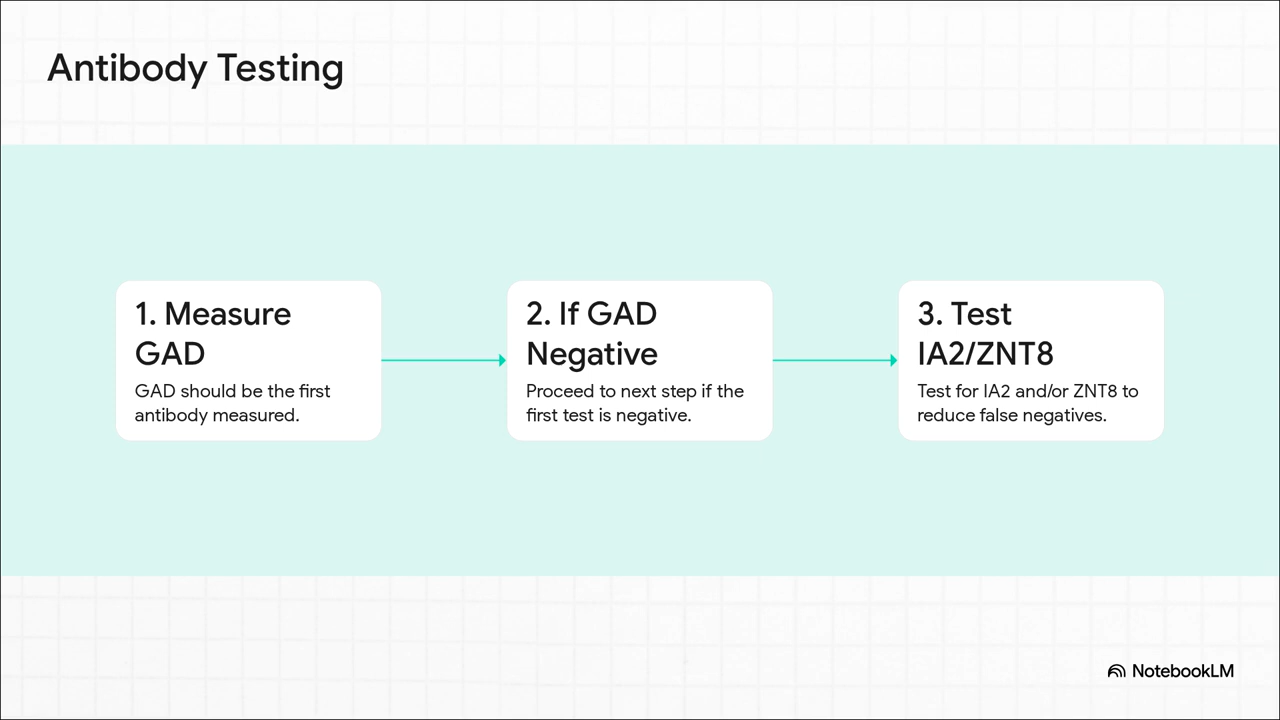 Antibody Testing
1. Measure
GAD
GAD should be the first
antibody measured.
2. If GAD
Negative
Proceed to next step if the
first test is negative.
3. Test
IA2/ZNT8
Test for IA2 and/or ZNT8 to
reduce false negatives.
NotebookLM